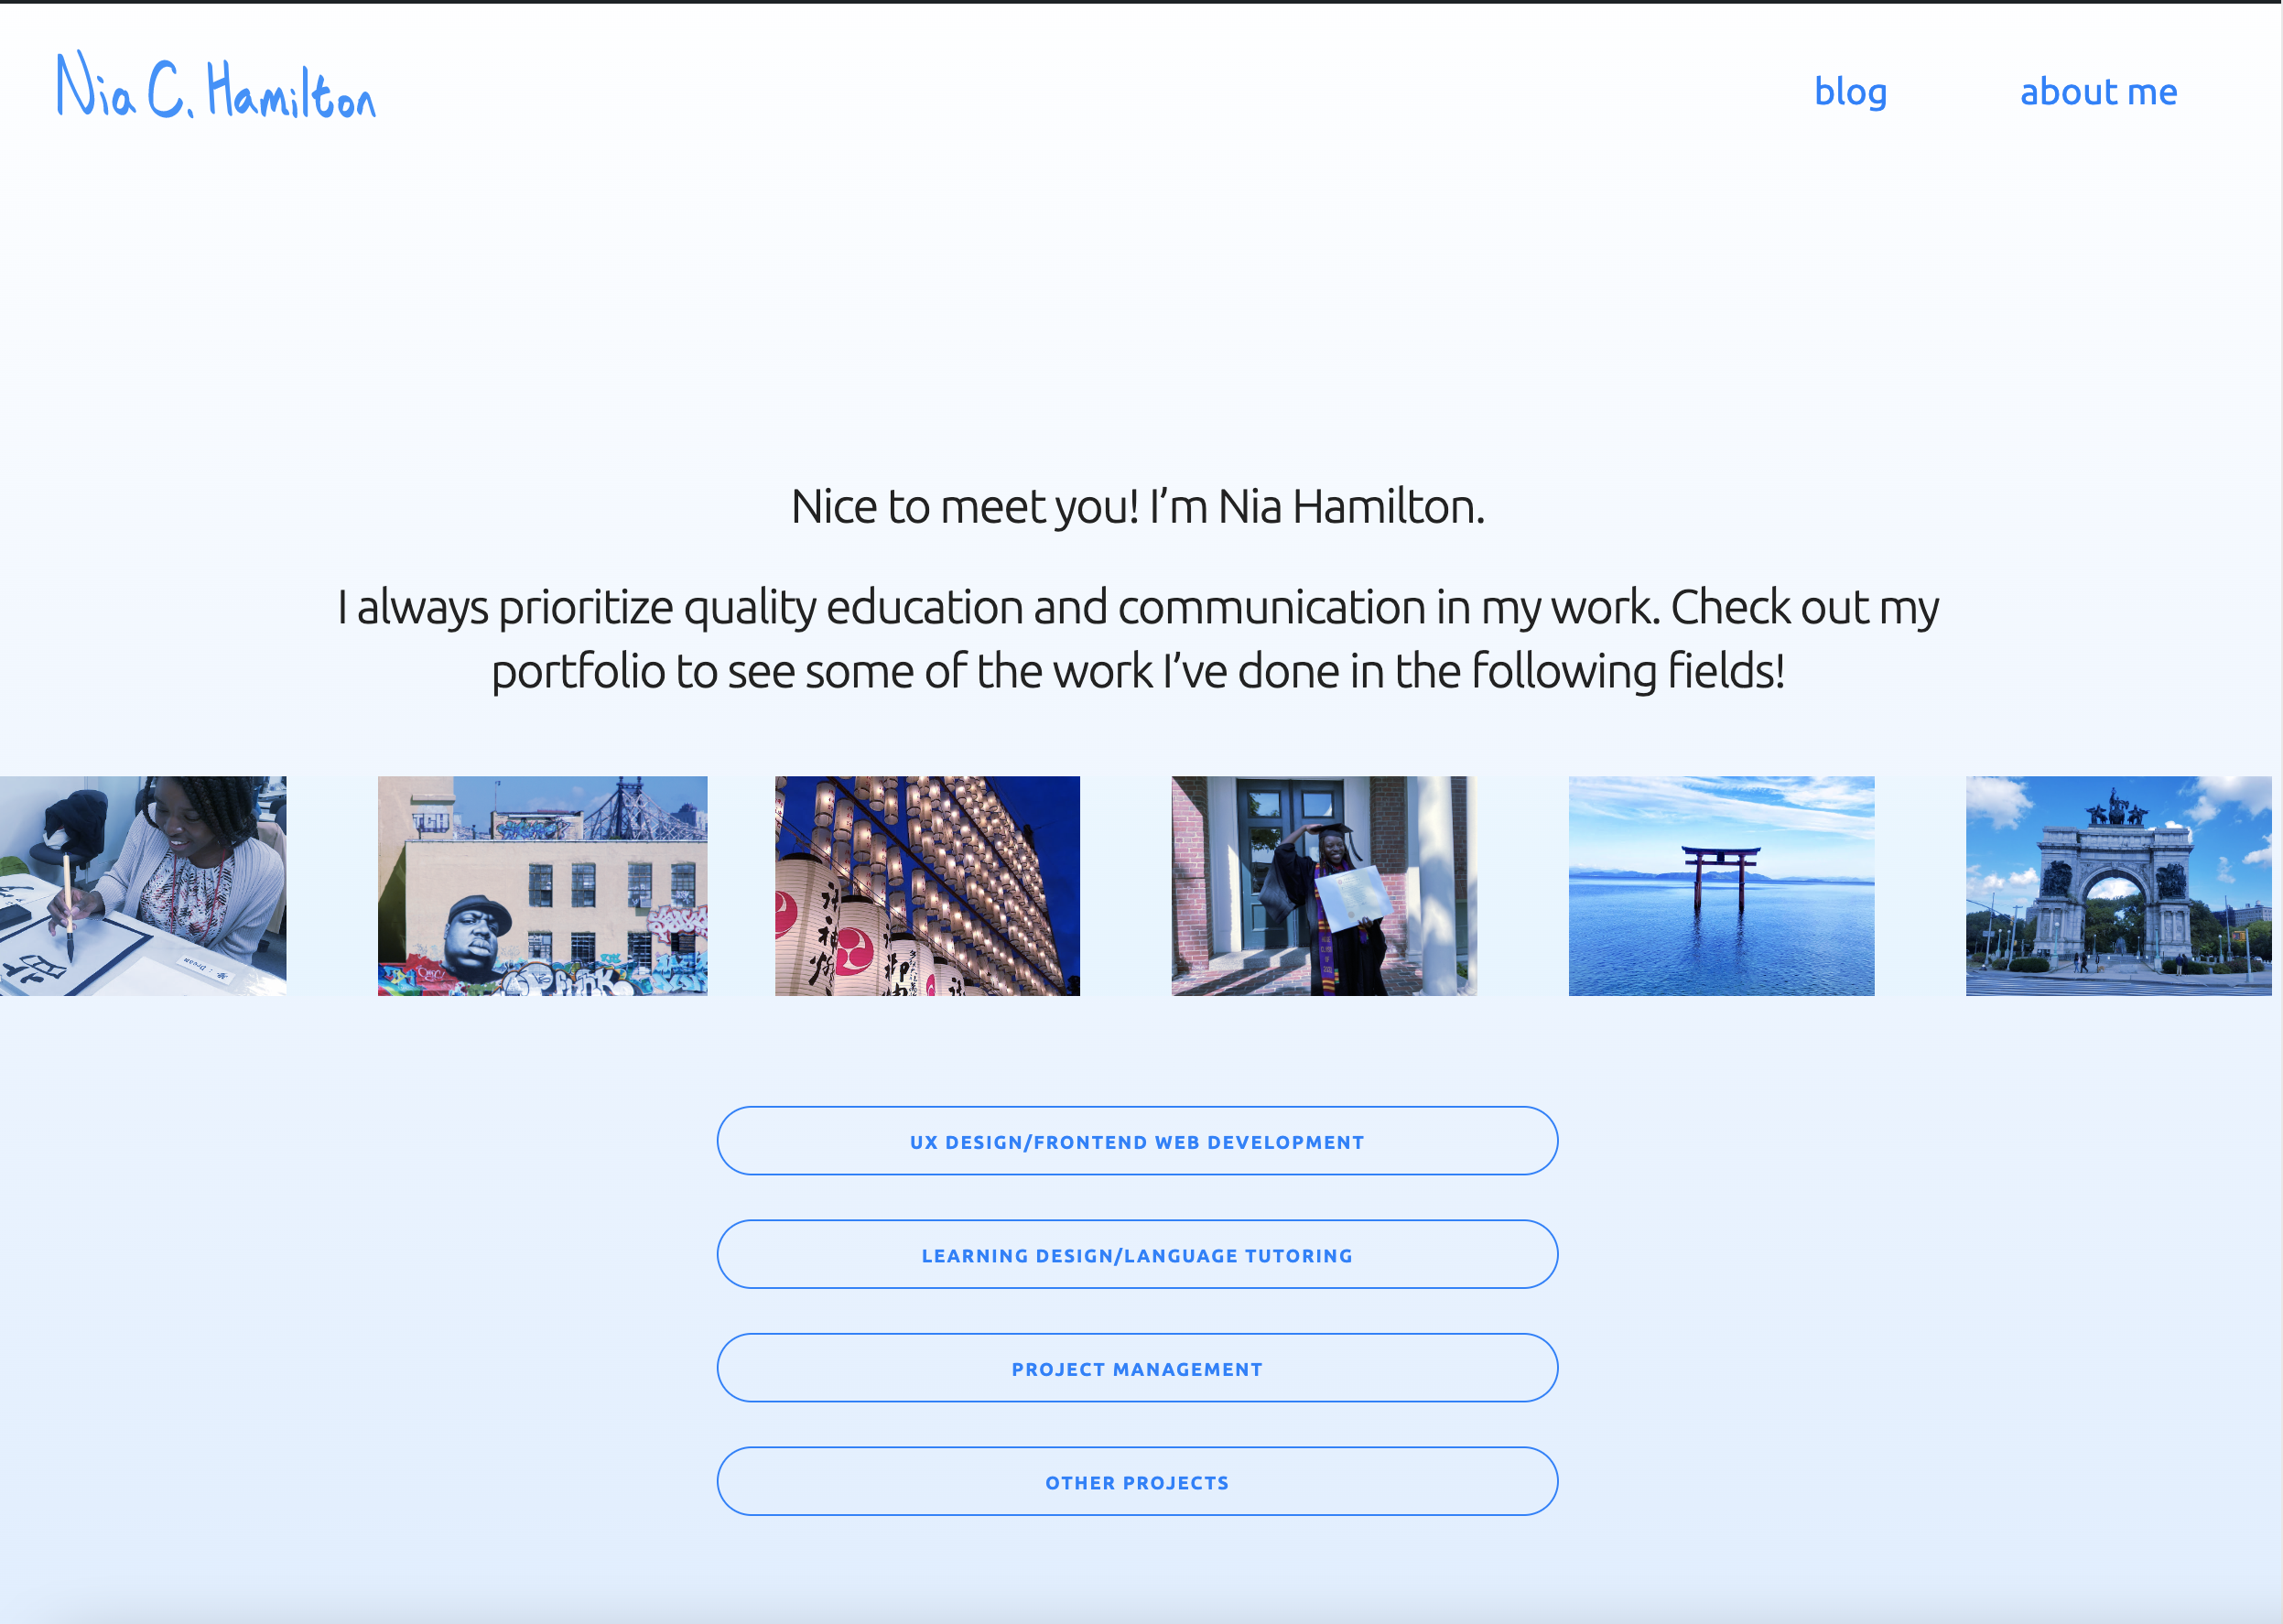 Nia C. Hamilton
blog
about me
Nice to meet you! I’m Nia Hamilton.
I always prioritize quality education and communication in my work. Check out my
portfolio to see some of the work I’ve done in the following fields!
UX DESIGN/FRONTEND WEB DEVELOPMENT
LEARNING DESIGN/LANGUAGE TUTORING
PROJECT MANAGEMENT
OTHER PROJECTS